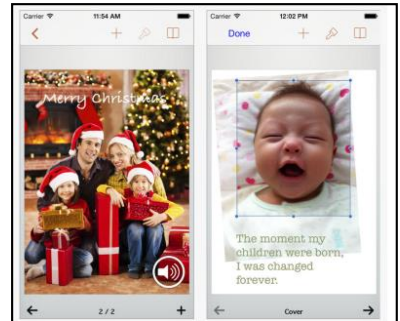 Carrier 11:54 AM
Merry Christmas
2 / 2
Carrier 12:02 PM
Done
The moment my
children were born,
I was changed
forever.
Cover